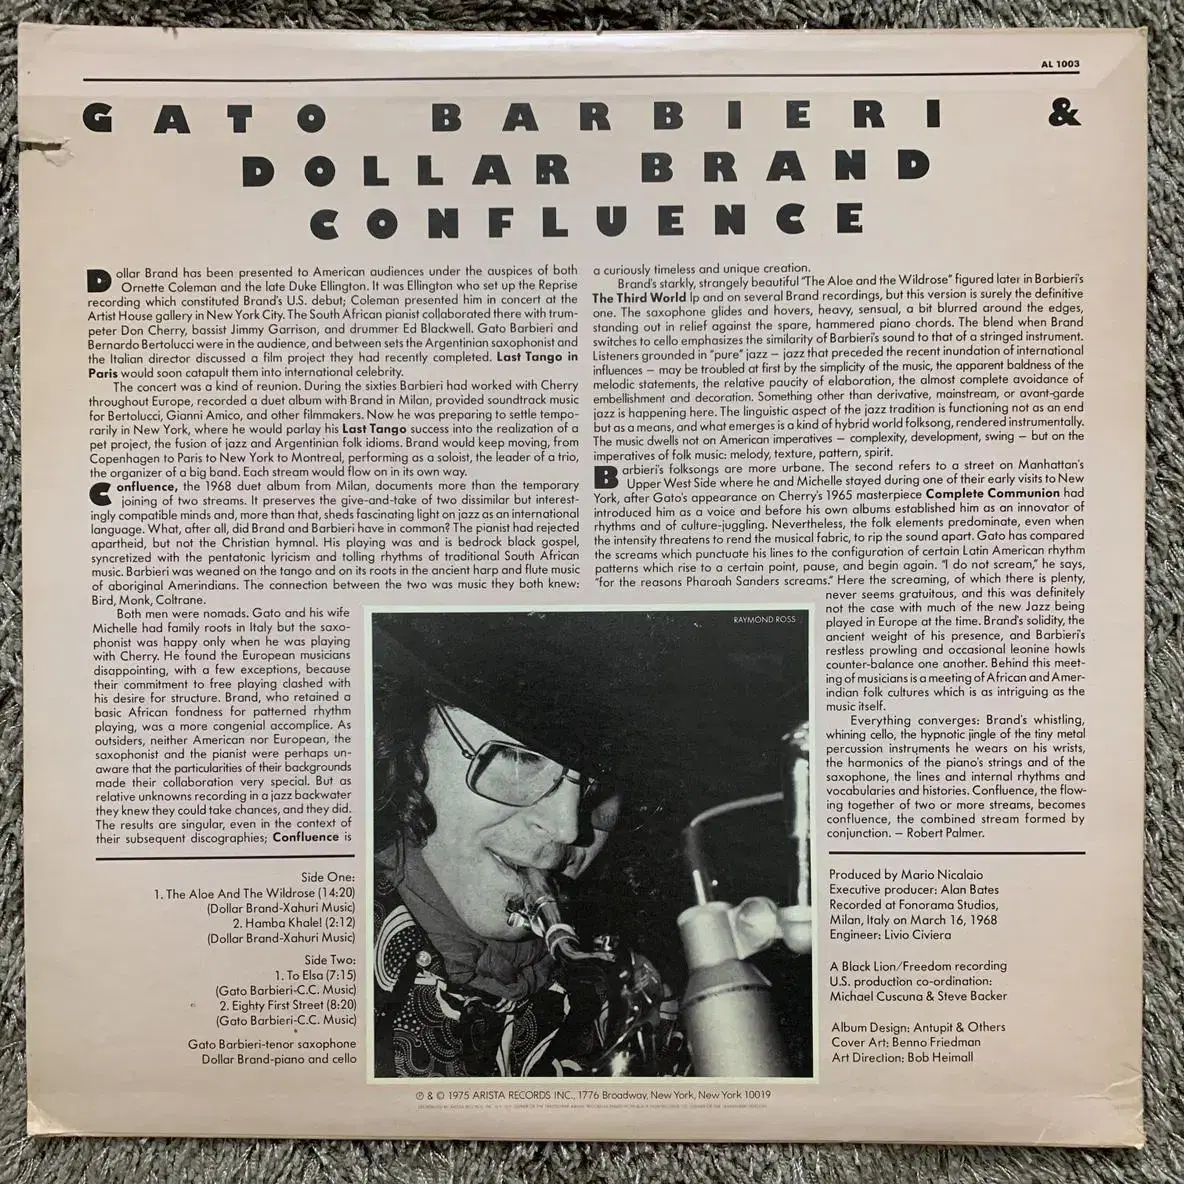 AL 1003
GATO BARBIERI &
DOLLAR BRAND
CONFLUENCE
Dollar Brand has been presented to American audiences under the auspices of both
Ornette Coleman and the late Duke Ellington. It was Ellington who set up the Reprise
recording which constituted Brand's U.S. debut; Coleman presented him in concert at the
Artist House gallery in New York City. The South African pianist collaborated there with trum-
peter Don Cherry, bassist Jimmy Garrison, and drummer Ed Blackwell. Gato Barbieri and
Bernardo Bertolucci were in the audience, and between sets the Argentinian saxophonist and
the Italian director discussed a film project they had recently completed. Last Tango in
Paris would soon catapult them into international celebrity.
The concert was a kind of reunion. During the sixties Barbieri had worked with Cherry
throughout Europe, recorded a duet album with Brand in Milan, provided soundtrack music
for Bertolucci, Gianni Amico, and other filmmakers. Now he was preparing to settle tempo-
rarily in New York, where he would parlay his Last Tango success into the realization of a
pet project, the fusion of jazz and Argentinian folk idioms. Brand would keep moving, from
Copenhagen to Paris to New York to Montreal, performing as a soloist, the leader of a trio,
the organizer of a big band. Each stream would flow on in its own way.
Confluence, the 1968 duet album from Milan, documents more than the temporary
joining of two streams. It preserves the give-and-take of two dissimilar but interest-
ingly compatible minds and, more than that, sheds fascinating light on jazz as an international
language. What, after all, did Brand and Barbieri have in common? The pianist had rejected
apartheid, but not the Christian hymnal. His playing was and is bedrock black gospel,
syncretized with the pentatonic lyricism and tolling rhythms of traditional South African
music. Barbieri was weaned on the tango and on its roots in the ancient harp and flute music
of aboriginal Amerindians. The connection between the two was music they both knew:
Bird, Monk, Coltrane.
Both men were nomads. Gato and his wife
Michelle had family roots in Italy but the saxo-
phonist was happy only when he was playing
with Cherry. He found the European musicians
disappointing, with a few exceptions, because
their commitment to free playing clashed with
his desire for structure. Brand, who retained a
basic African fondness for patterned rhythm
playing, was a more congenial accomplice. As
outsiders, neither American nor European, the
saxophonist and the pianist were perhaps un-
aware that the particularities of their backgrounds
made their collaboration very special. But as
relative unknowns recording in a jazz backwater
they knew they could take chances, and they did.
The results are singular, even in the context of
their subsequent discographies; Confluence is
a curiously timeless and unique creation.
Brand's starkly, strangely beautiful "The Aloe and the Wildrose" figured later in Barbieri's
The Third World lp and on several Brand recordings, but this version is surely the definitive
one. The saxophone glides and hovers, heavy, sensual, a bit blurred around the edges,
standing out in relief against the spare, hammered piano chords. The blend when Brand
switches to cello emphasizes the similarity of Barbieri's sound to that of a stringed instrument.
Listeners grounded in "pure" jazz – jazz that preceded the recent inundation of international
influences – may be troubled at first by the simplicity of the music, the apparent baldness of the
melodic statements, the relative paucity of elaboration, the almost complete avoidance of
embellishment and decoration. Something other than derivative, mainstream, or avant-garde
jazz is happening here. The linguistic aspect of the jazz tradition is functioning not as an end
but as a means, and what emerges is a kind of hybrid world folksong, rendered instrumentally.
The music dwells not on American imperatives – complexity, development, swing – but on the
imperatives of folk music: melody, texture, pattern, spirit.
Barbieri's folksongs are more urbane. The second refers to a street on Manhattan's
Upper West Side where he and Michelle stayed during one of their early visits to New
York, after Gato's appearance on Cherry's 1965 masterpiece Complete Communion had
introduced him as a voice and before his own albums established him as an innovator of
rhythms and of culture-juggling. Nevertheless, the folk elements predominate, even when
the intensity threatens to rend the musical fabric, to rip the sound apart. Gato has compared
the screams which punctuate his lines to the configuration of certain Latin American rhythm
patterns which rise to a certain point, pause, and begin again. "I do not scream," he says,
"for the reasons Pharoah Sanders screams." Here the screaming, of which there is plenty,
never seems gratuitous, and this was definitely
not the case with much of the new Jazz being
played in Europe at the time. Brand's solidity, the
ancient weight of his presence, and Barbieri's
restless prowling and occasional leonine howls
counter-balance one another. Behind this meet-
ing of musicians is a meeting of African and Amer-
indian folk cultures which is as intriguing as the
music itself.
Everything converges: Brand's whistling,
whining cello, the hypnotic jingle of the tiny metal
percussion instruments he wears on his wrists,
the harmonics of the piano's strings and of the
saxophone, the lines and internal rhythms and
vocabularies and histories. Confluence, the flow-
ing together of two or more streams, becomes
confluence, the combined stream formed by
conjunction. – Robert Palmer.
RAYMOND ROSS
Side One:
1. The Aloe And The Wildrose (14:20)
(Dollar Brand-Xahuri Music)
2. Hamba Khale! (2:12)
(Dollar Brand-Xahuri Music)
Side Two:
1. To Elsa (7:15)
(Gato Barbieri-C.C. Music)
2. Eighty First Street (8:20)
(Gato Barbieri-C.C. Music)
Gato Barbieri-tenor saxophone
Dollar Brand-piano and cello
Produced by Mario Nicalaio
Executive producer: Alan Bates
Recorded at Fonorama Studios,
Milan, Italy on March 16, 1968
Engineer: Livio Civiera
A Black Lion/Freedom recording
U.S. production co-ordination:
Michael Cuscuna & Steve Backer
Album Design: Antupit & Others
Cover Art: Benno Friedman
Art Direction: Bob Heimall
℗ & © 1975 ARISTA RECORDS INC., 1776 Broadway, New York, New York 10019